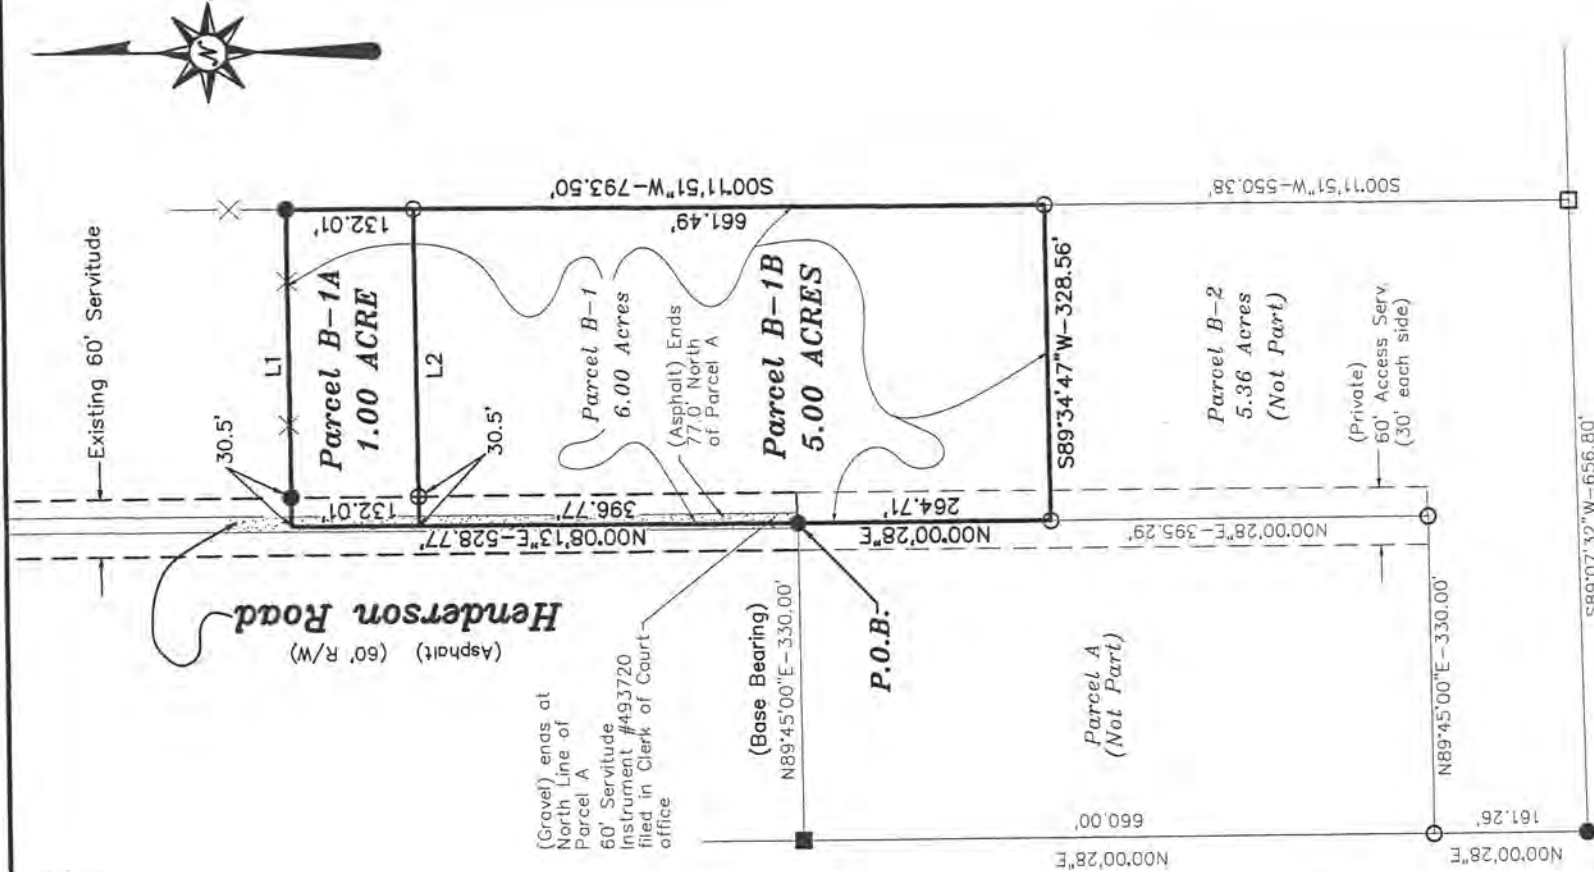 N
Existing 60' Servitude
L1
30.5'
132.01'
Parcel B-1A
1.00 ACRE
L2
30.5'
132.01'
S00°11'51"W-793.50'
661.49'
Parcel B-1
6.00 Acres
(Asphalt) Ends
77.0' North
of Parcel A
Parcel B-1B
5.00 ACRES
396.77'
N00°08'13"E-528.77'
Henderson Road
(Asphalt) (60' R/W)
(Gravel) ends at
North Line of
Parcel A
60' Servitude
Instrument #493720
filed in Clerk of Court
office
(Base Bearing)
N89°45'00"E-330.00'
P.O.B.
264.71'
N00°00'28"E
S89°34'47"W-328.56'
S00°11'51"W-550.38'
Parcel B-2
5.36 Acres
(Not Part)
(Private)
60' Access Serv.
(30' each side)
N00°00'28"E-395.29'
Parcel A
(Not Part)
660.00'
N00°00'28"E
N89°45'00"E-330.00'
161.26'
N00°00'28"E
S89°07'32"W-656.80'